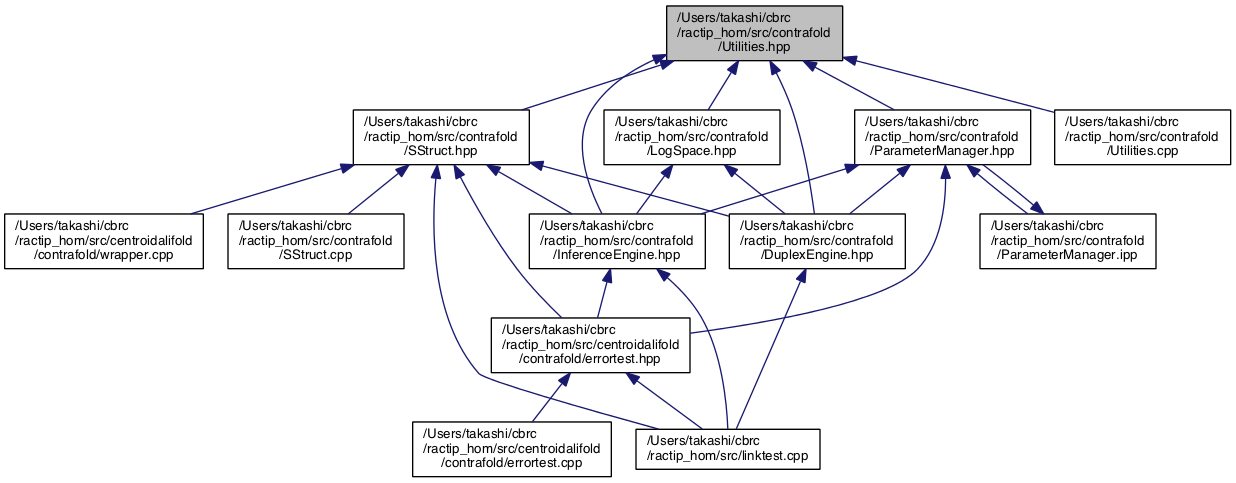 /Users/takashi/cbrc
/ractip_hom/src/contrafold
/Utilities.hpp
/Users/takashi/cbrc
/ractip_hom/src/contrafold
/SStruct.hpp
/Users/takashi/cbrc
/ractip_hom/src/contrafold
/LogSpace.hpp
/Users/takashi/cbrc
/ractip_hom/src/contrafold
/ParameterManager.hpp
/Users/takashi/cbrc
/ractip_hom/src/contrafold
/Utilities.cpp
/Users/takashi/cbrc
/ractip_hom/src/centroidalifold
/contrafold/wrapper.cpp
/Users/takashi/cbrc
/ractip_hom/src/contrafold
/SStruct.cpp
/Users/takashi/cbrc
/ractip_hom/src/contrafold
/InferenceEngine.hpp
/Users/takashi/cbrc
/ractip_hom/src/contrafold
/DuplexEngine.hpp
/Users/takashi/cbrc
/ractip_hom/src/contrafold
/ParameterManager.ipp
/Users/takashi/cbrc
/ractip_hom/src/centroidalifold
/contrafold/errortest.hpp
/Users/takashi/cbrc
/ractip_hom/src/centroidalifold
/contrafold/errortest.cpp
/Users/takashi/cbrc
/ractip_hom/src/linktest.cpp